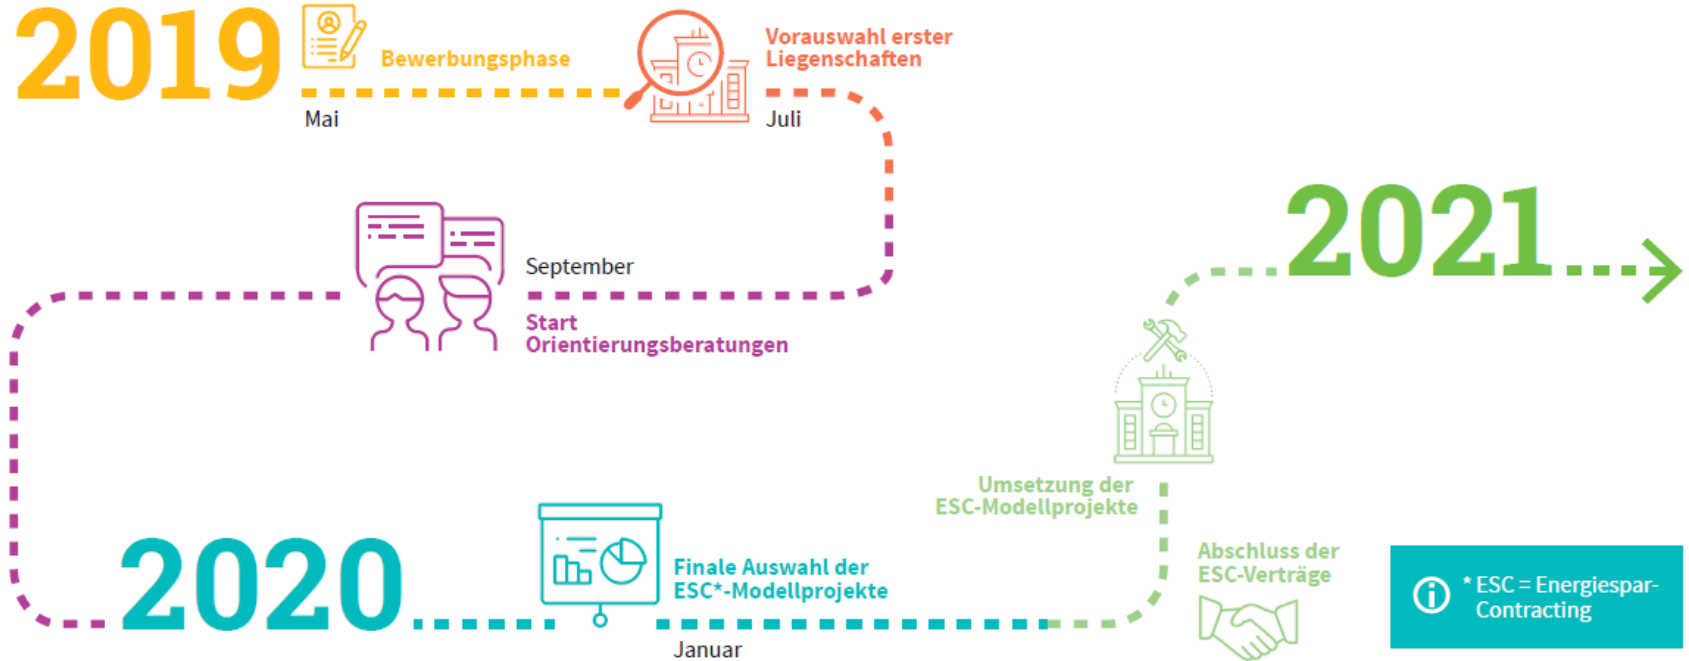 2019
Bewerbungsphase
Mai
Vorauswahl erster
Liegenschaften
Juli
September
Start
Orientierungsberatungen
2020
Finale Auswahl der
ESC*-Modellprojekte
Januar
Abschluss der
ESC-Verträge
Umsetzung der
ESC-Modellprojekte
2021
* ESC = Energiespar-
Contracting